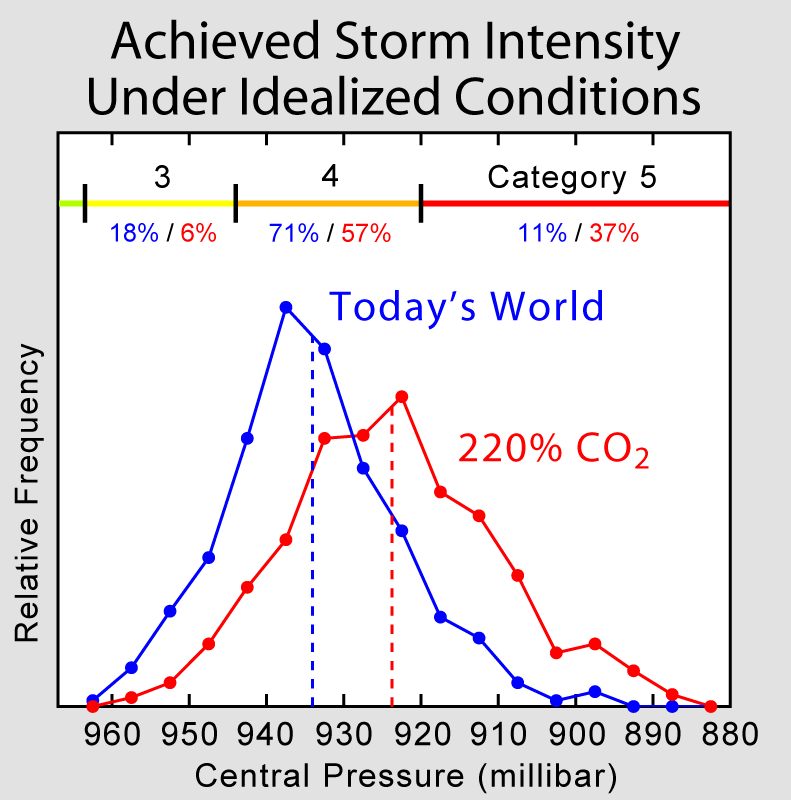 Achieved Storm Intensity
Under Idealized Conditions
3 4 Category 5
18% / 6% 71% / 57% 11% / 37%
Today's World
220% CO₂
Relative Frequency
960 950 940 930 920 910 900 890 880
Central Pressure (millibar)